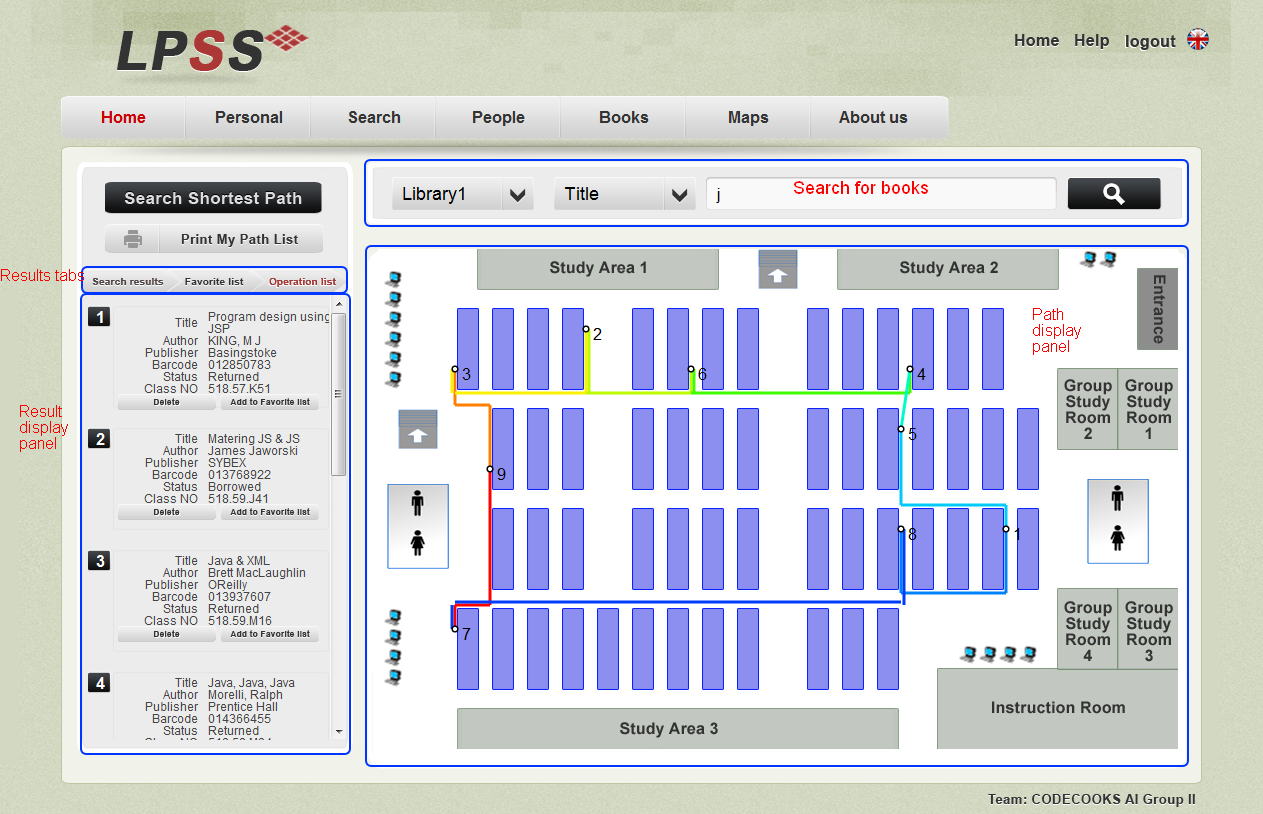 LPSS
Home Help logout
Home Personal Search People Books Maps About us
Search Shortest Path
Print My Path List
Results tabs
Search results Favorite list Operation list
Result
display
panel
1
Title Program design using
JSP
Author KING, M J
Publisher Basingstoke
Barcode 012850783
Status Returned
Class NO 518.57.K51
Delete Add to Favorite list
2
Title Matering JS & JS
Author James Jaworski
Publisher SYBEX
Barcode 013768922
Status Borrowed
Class NO 518.59.J41
Delete Add to Favorite list
3
Title Java & XML
Author Brett MacLaughlin
Publisher OReilly
Barcode 013937607
Status Returned
Class NO 518.59.M16
Delete Add to Favorite list
4
Title Java, Java, Java
Author Morelli, Ralph
Publisher Prentice Hall
Barcode 014366455
Status Returned
Library1 Title j Search for books
Study Area 1 Study Area 2
Entrance
Path
display
panel
2
3 6 4
Group
Study
Room
2
Group
Study
Room
1
5
9
8 1
7
Group
Study
Room
4
Group
Study
Room
3
Instruction Room
Study Area 3
Team: CODECOOKS AI Group II